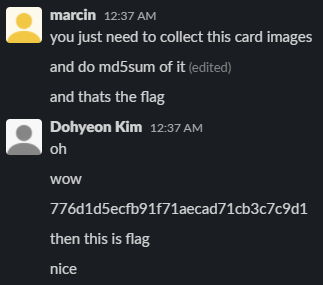 marcin 12:37 AM
you just need to collect this card images
and do md5sum of it (edited)
and thats the flag
Dohyeon Kim 12:37 AM
oh
wow
776d1d5ecfb91f71aecad71cb3c7c9d1
then this is flag
nice